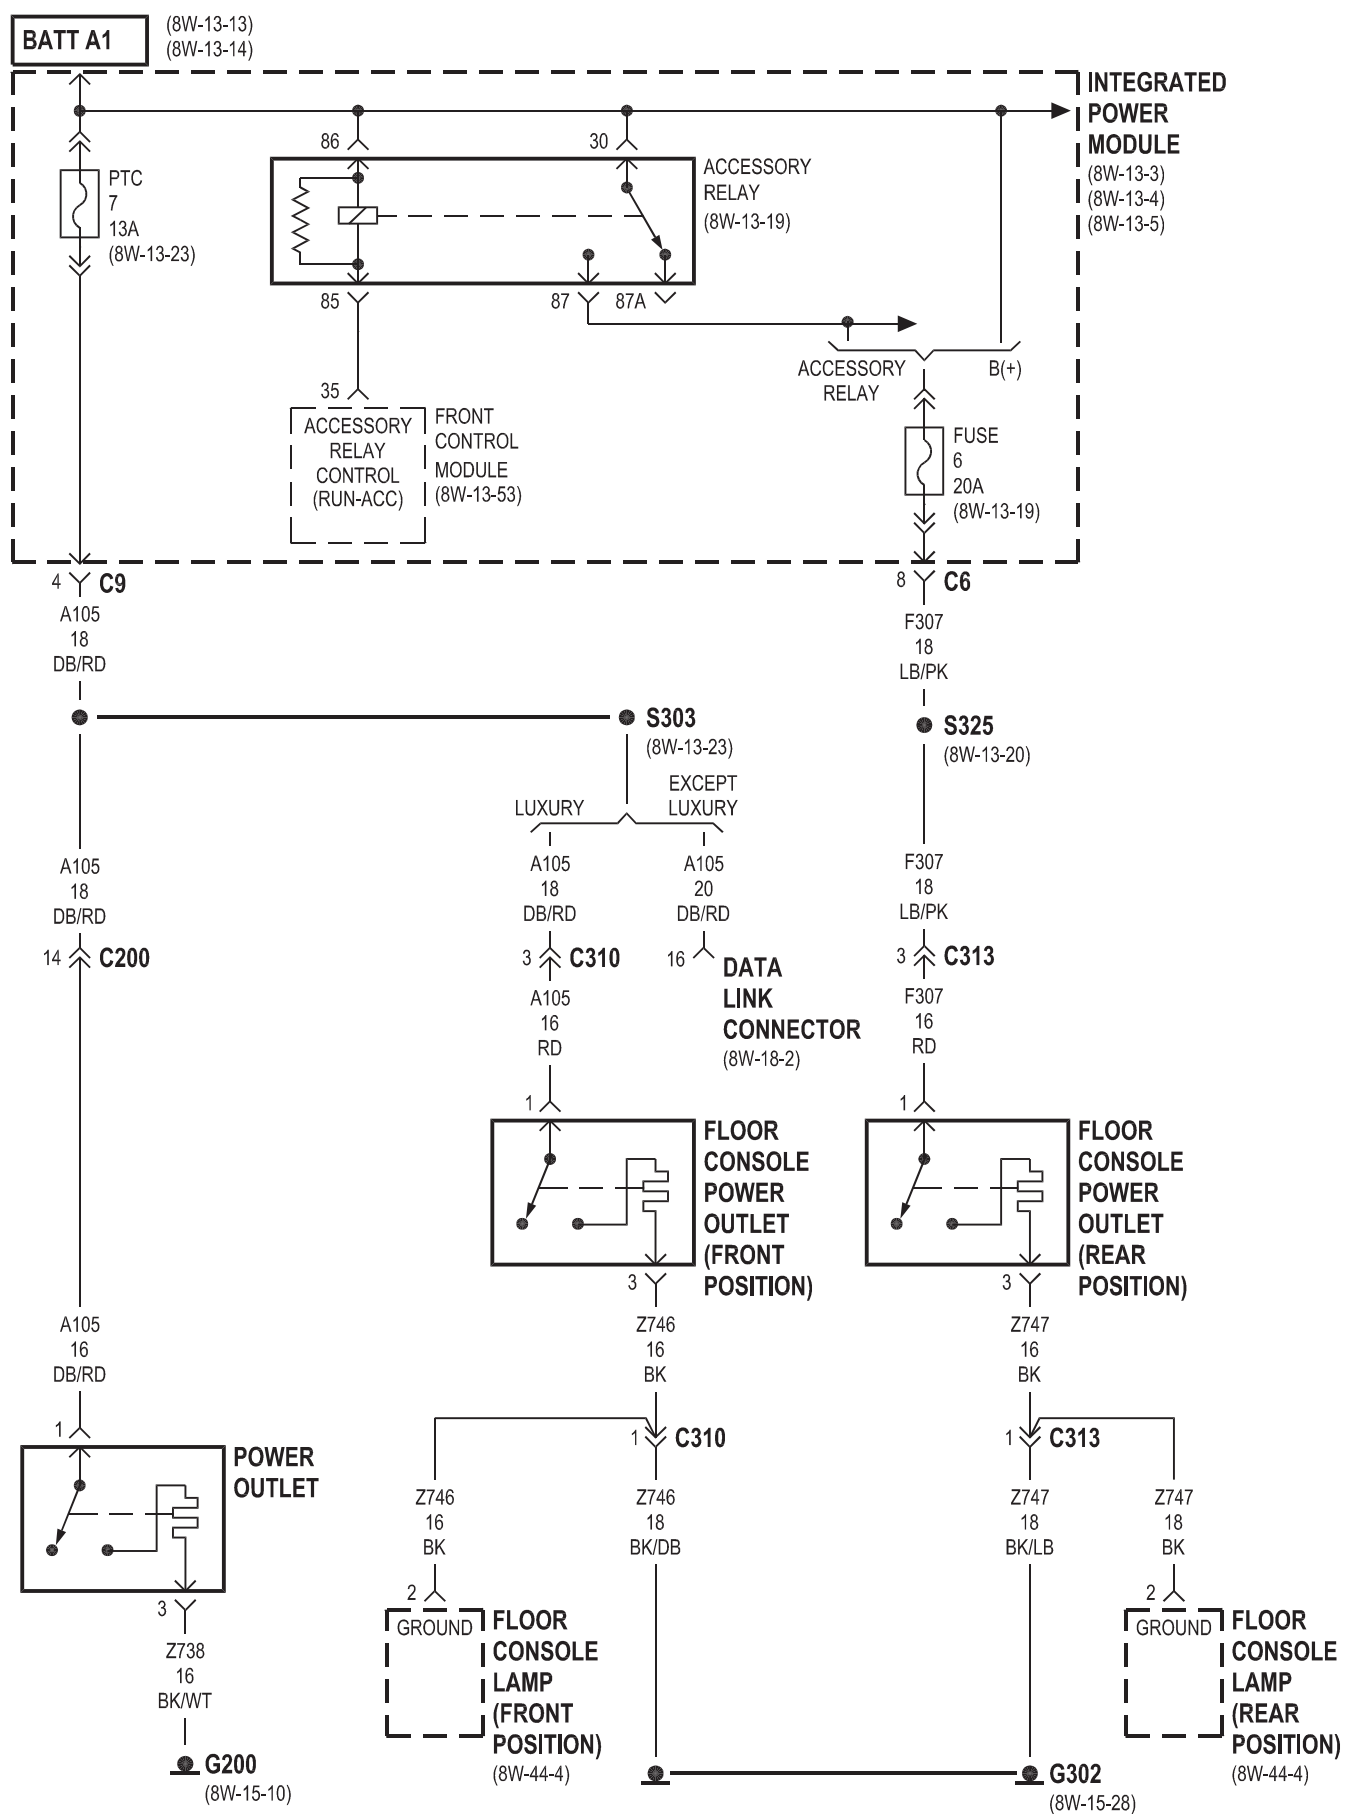 BATT A1
(8W-13-13)
(8W-13-14)
INTEGRATED
POWER
MODULE
(8W-13-3)
(8W-13-4)
(8W-13-5)
86
30
ACCESSORY
RELAY
(8W-13-19)
PTC
7
13A
(8W-13-23)
85
87
87A
ACCESSORY
RELAY
B(+)
35
ACCESSORY
RELAY
CONTROL
(RUN-ACC)
FRONT
CONTROL
MODULE
(8W-13-53)
FUSE
6
20A
(8W-13-19)
4
C9
8
C6
A105
18
DB/RD
F307
18
LB/PK
S303
(8W-13-23)
S325
(8W-13-20)
LUXURY
EXCEPT
LUXURY
A105
18
DB/RD
A105
18
DB/RD
A105
20
DB/RD
F307
18
LB/PK
14
C200
3
C310
16
DATA
LINK
CONNECTOR
(8W-18-2)
3
C313
A105
16
RD
F307
16
RD
1
FLOOR
CONSOLE
POWER
OUTLET
(FRONT
POSITION)
1
FLOOR
CONSOLE
POWER
OUTLET
(REAR
POSITION)
3
3
A105
16
DB/RD
Z746
16
BK
Z747
16
BK
1
POWER
OUTLET
1
C310
1
C313
Z746
16
BK
Z746
18
BK/DB
Z747
18
BK/LB
Z747
18
BK
3
Z738
16
BK/WT
G200
(8W-15-10)
2
GROUND
FLOOR
CONSOLE
LAMP
(FRONT
POSITION)
(8W-44-4)
2
GROUND
FLOOR
CONSOLE
LAMP
(REAR
POSITION)
(8W-44-4)
G302
(8W-15-28)